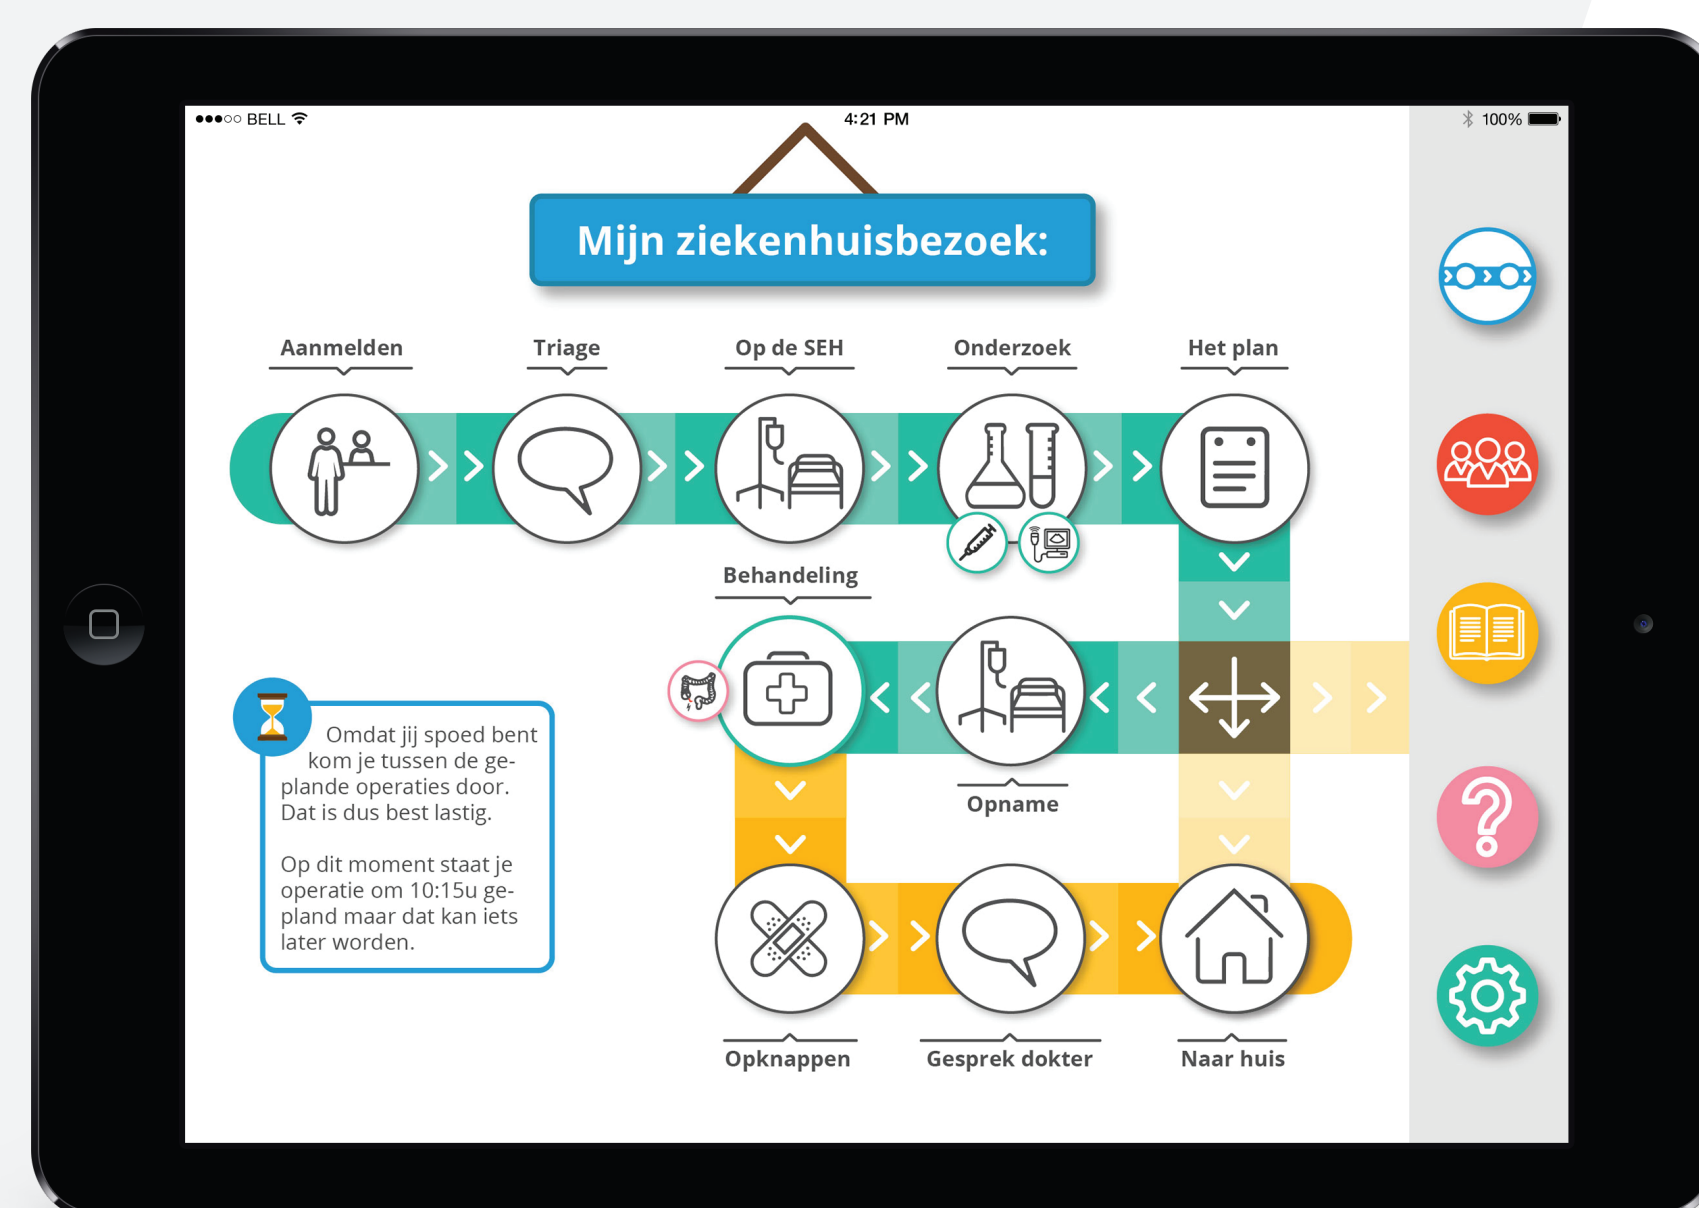 BELL
4:21 PM
100%
Mijn ziekenhuisbezoek:
Aanmelden
Triage
Op de SEH
Onderzoek
Het plan
Behandeling
Opname
Omdat jij spoed bent
kom je tussen de ge-
plande operaties door.
Dat is dus best lastig.
Op dit moment staat je
operatie om 10:15u ge-
pland maar dat kan iets
later worden.
Opknappen
Gesprek dokter
Naar huis